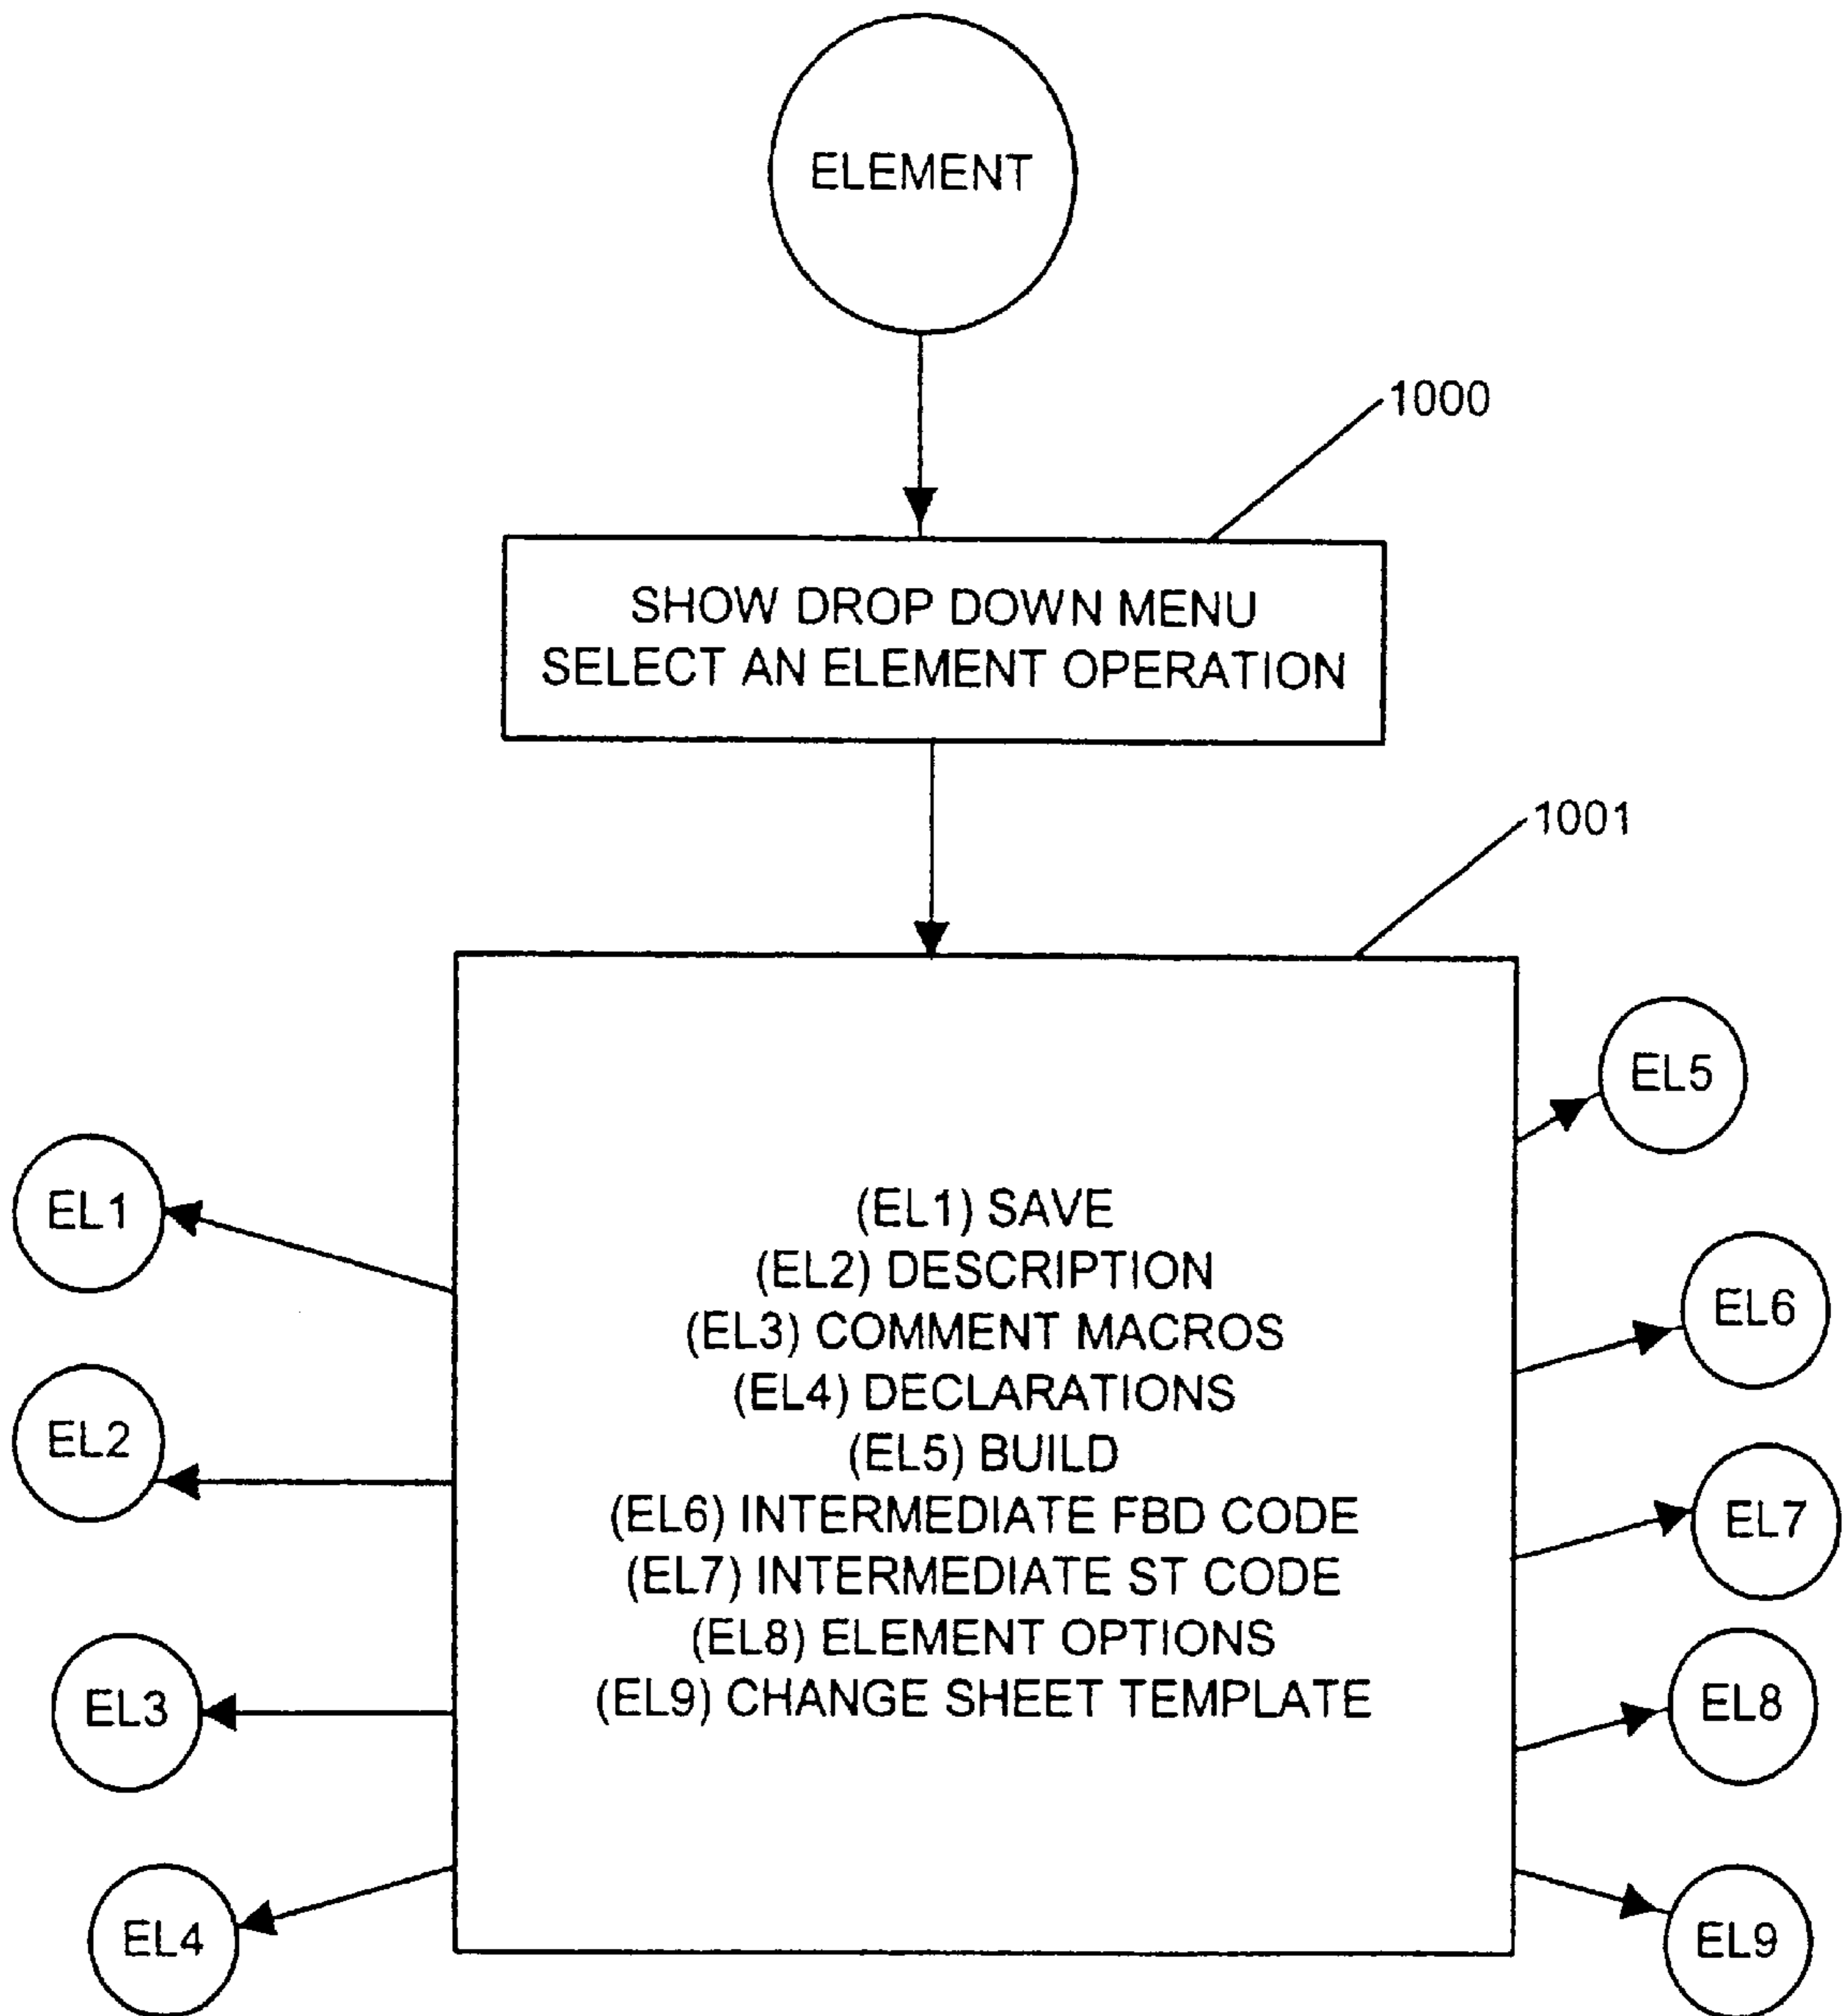 ELEMENT
1000
SHOW DROP DOWN MENU
SELECT AN ELEMENT OPERATION
1001
(EL1) SAVE
(EL2) DESCRIPTION
(EL3) COMMENT MACROS
(EL4) DECLARATIONS
(EL5) BUILD
(EL6) INTERMEDIATE FBD CODE
(EL7) INTERMEDIATE ST CODE
(EL8) ELEMENT OPTIONS
(EL9) CHANGE SHEET TEMPLATE
EL1
EL2
EL3
EL4
EL5
EL6
EL7
EL8
EL9